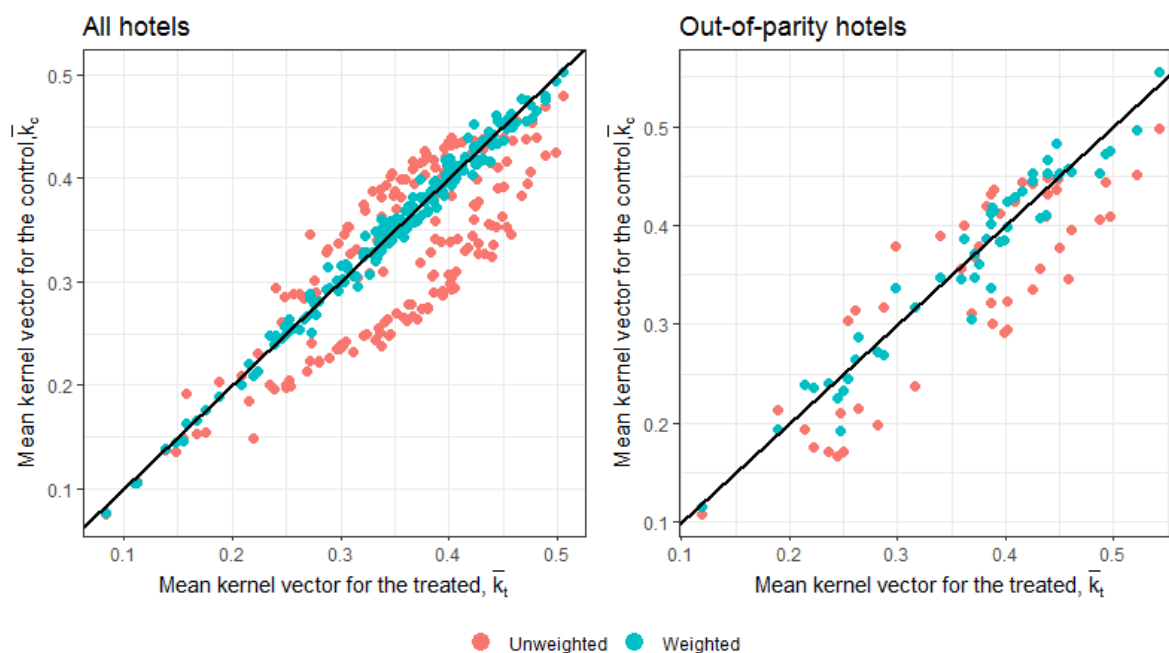 All hotels
Out-of-parity hotels
Mean kernel vector for the control, k̅c
0.5
0.4
0.3
0.2
0.1
0.1 0.2 0.3 0.4 0.5
Mean kernel vector for the treated, k̅t
Mean kernel vector for the control, k̅c
0.5
0.4
0.3
0.2
0.1
0.1 0.2 0.3 0.4 0.5
Mean kernel vector for the treated, k̅t
Unweighted Weighted